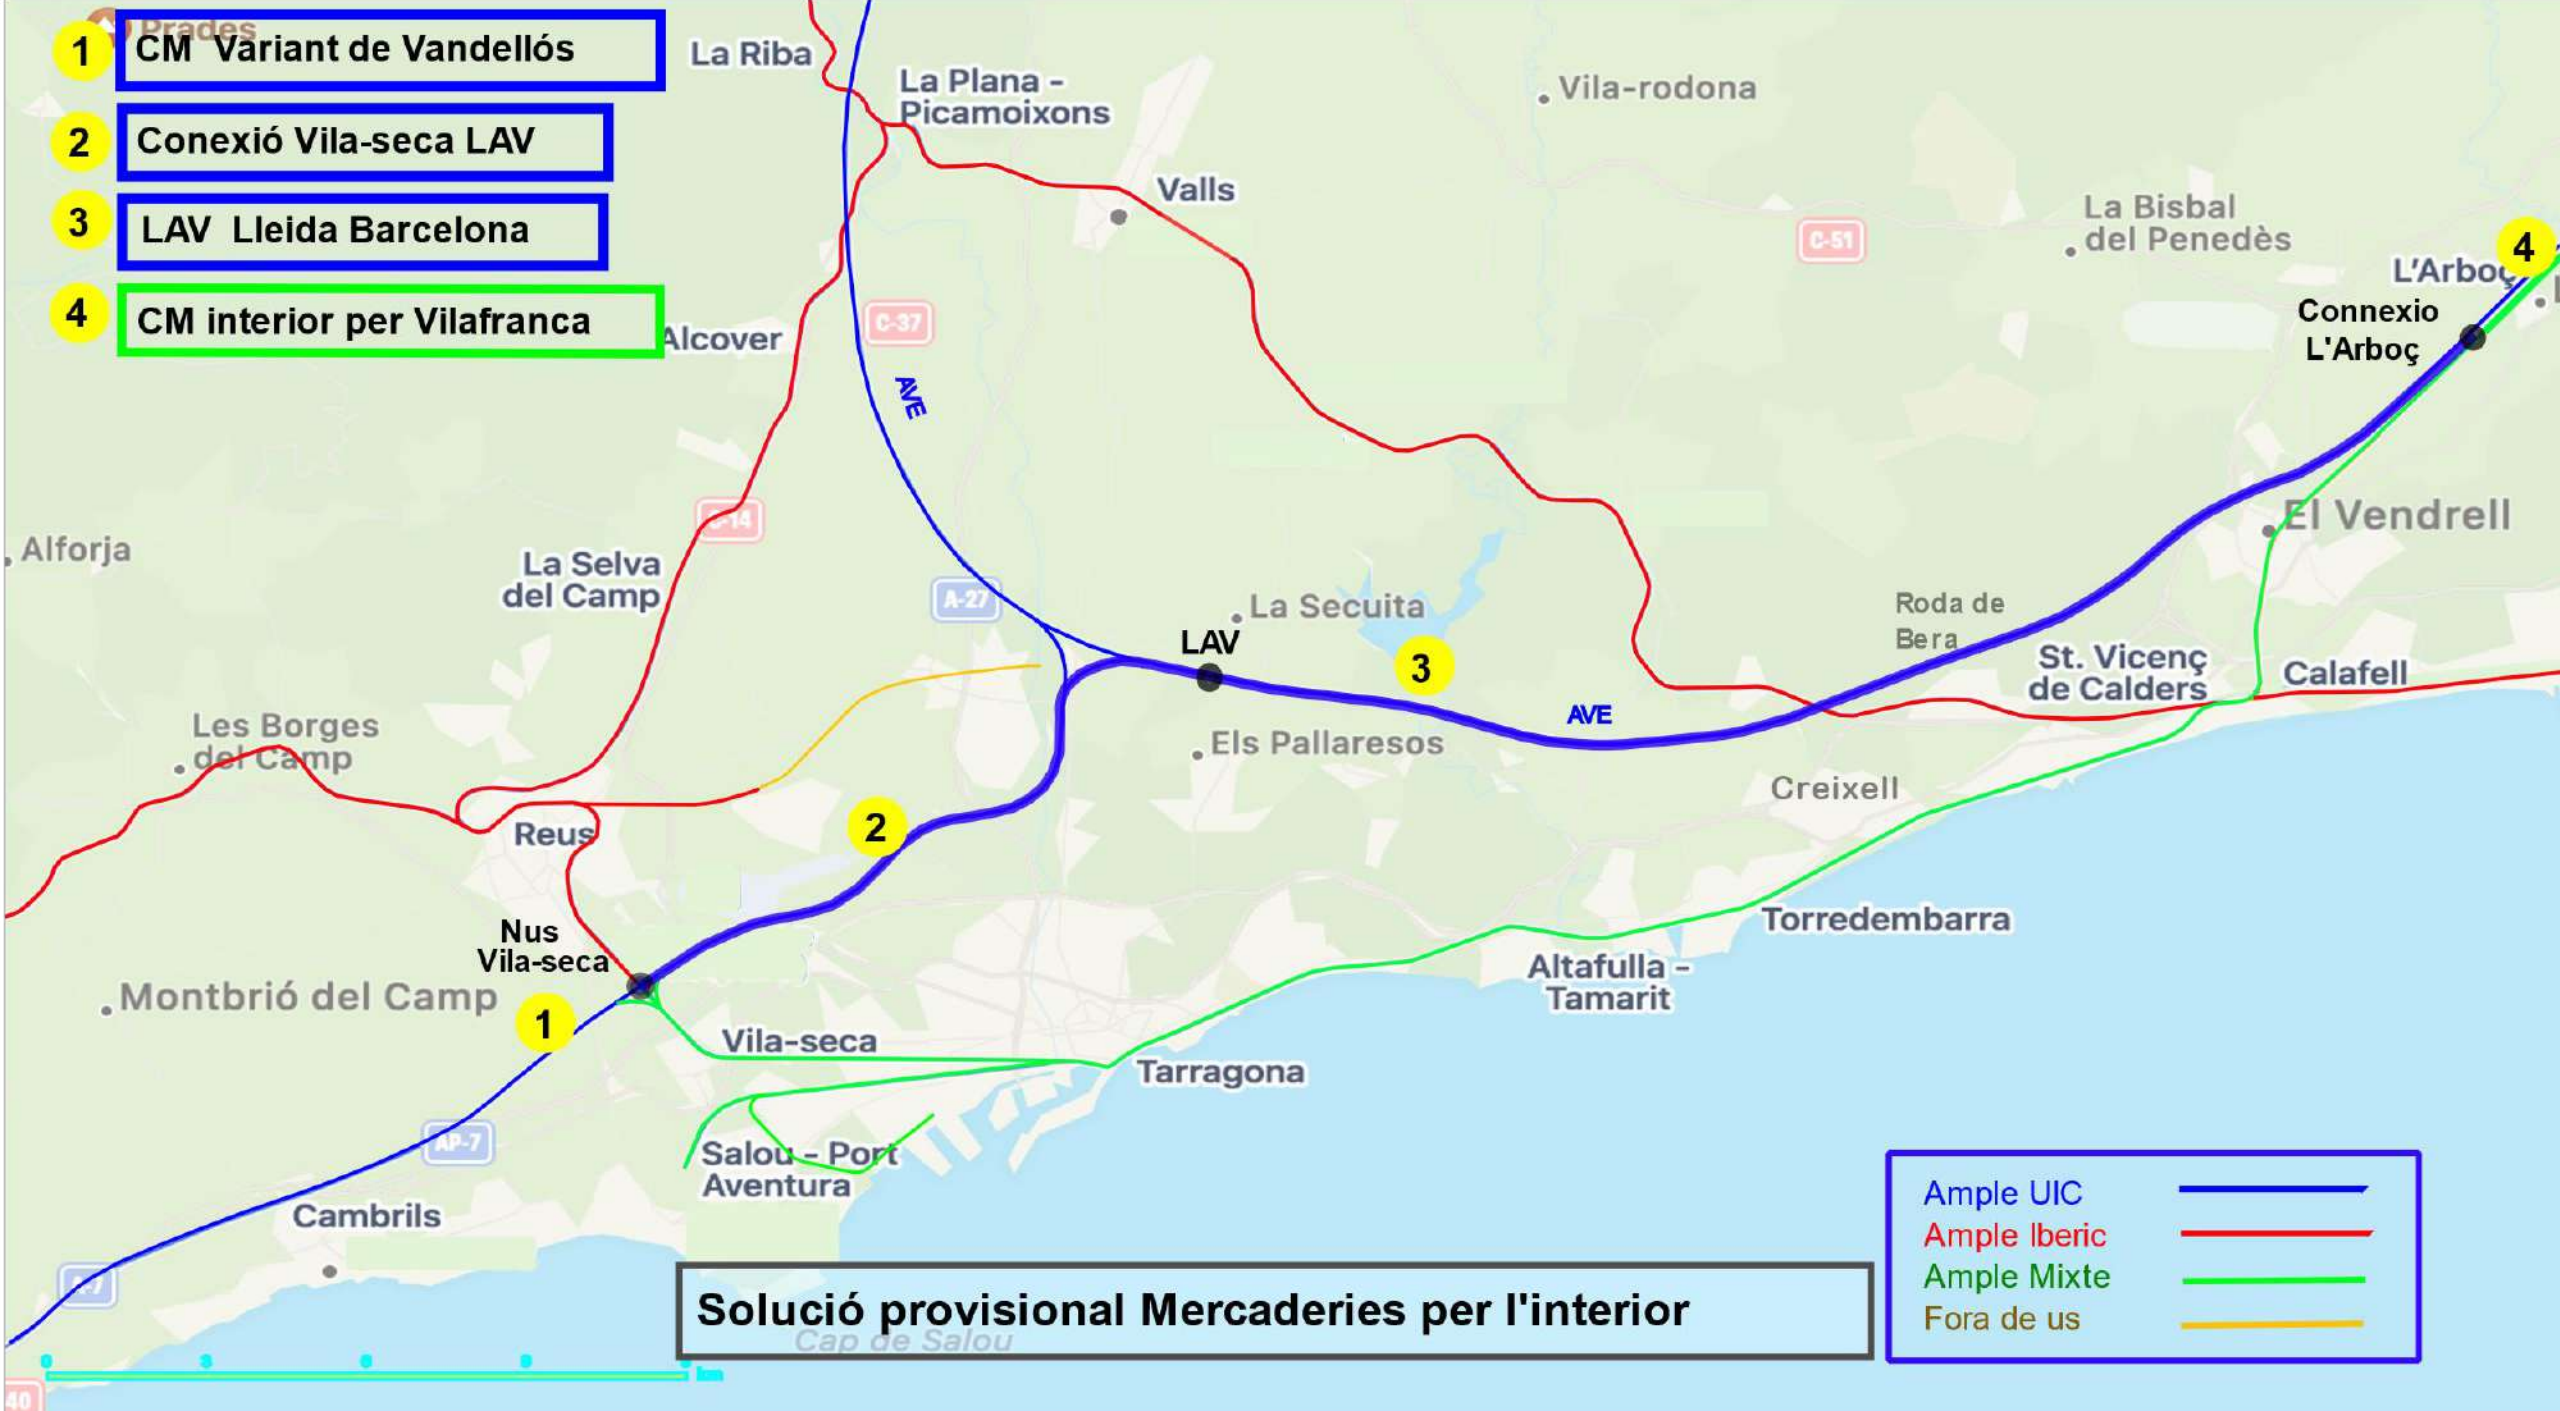 Prades
1
CM Variant de Vandellós
2
Conexió Vila-seca LAV
3
LAV Lleida Barcelona
4
CM interior per Vilafranca
La Riba
La Plana -
Picamoixons
Vila-rodona
Valls
C-51
La Bisbal
del Penedès
4
L'Arboç
Connexio
L'Arboç
Alcover
C-37
AVE
C-14
El Vendrell
Alforja
La Selva
del Camp
A-27
La Secuita
LAV
3
Roda de
Bera
St. Vicenç
de Calders
Calafell
AVE
Els Pallaresos
Les Borges
del Camp
Creixell
Reus
2
Nus
Vila-seca
Torredembarra
Altafulla -
Tamarit
Montbrió del Camp
1
Vila-seca
Tarragona
AP-7
Salou - Port
Aventura
Cambrils
Ample UIC
Ample Iberic
Ample Mixte
Fora de us
Solució provisional Mercaderies per l'interior
Cap de Salou
km
40